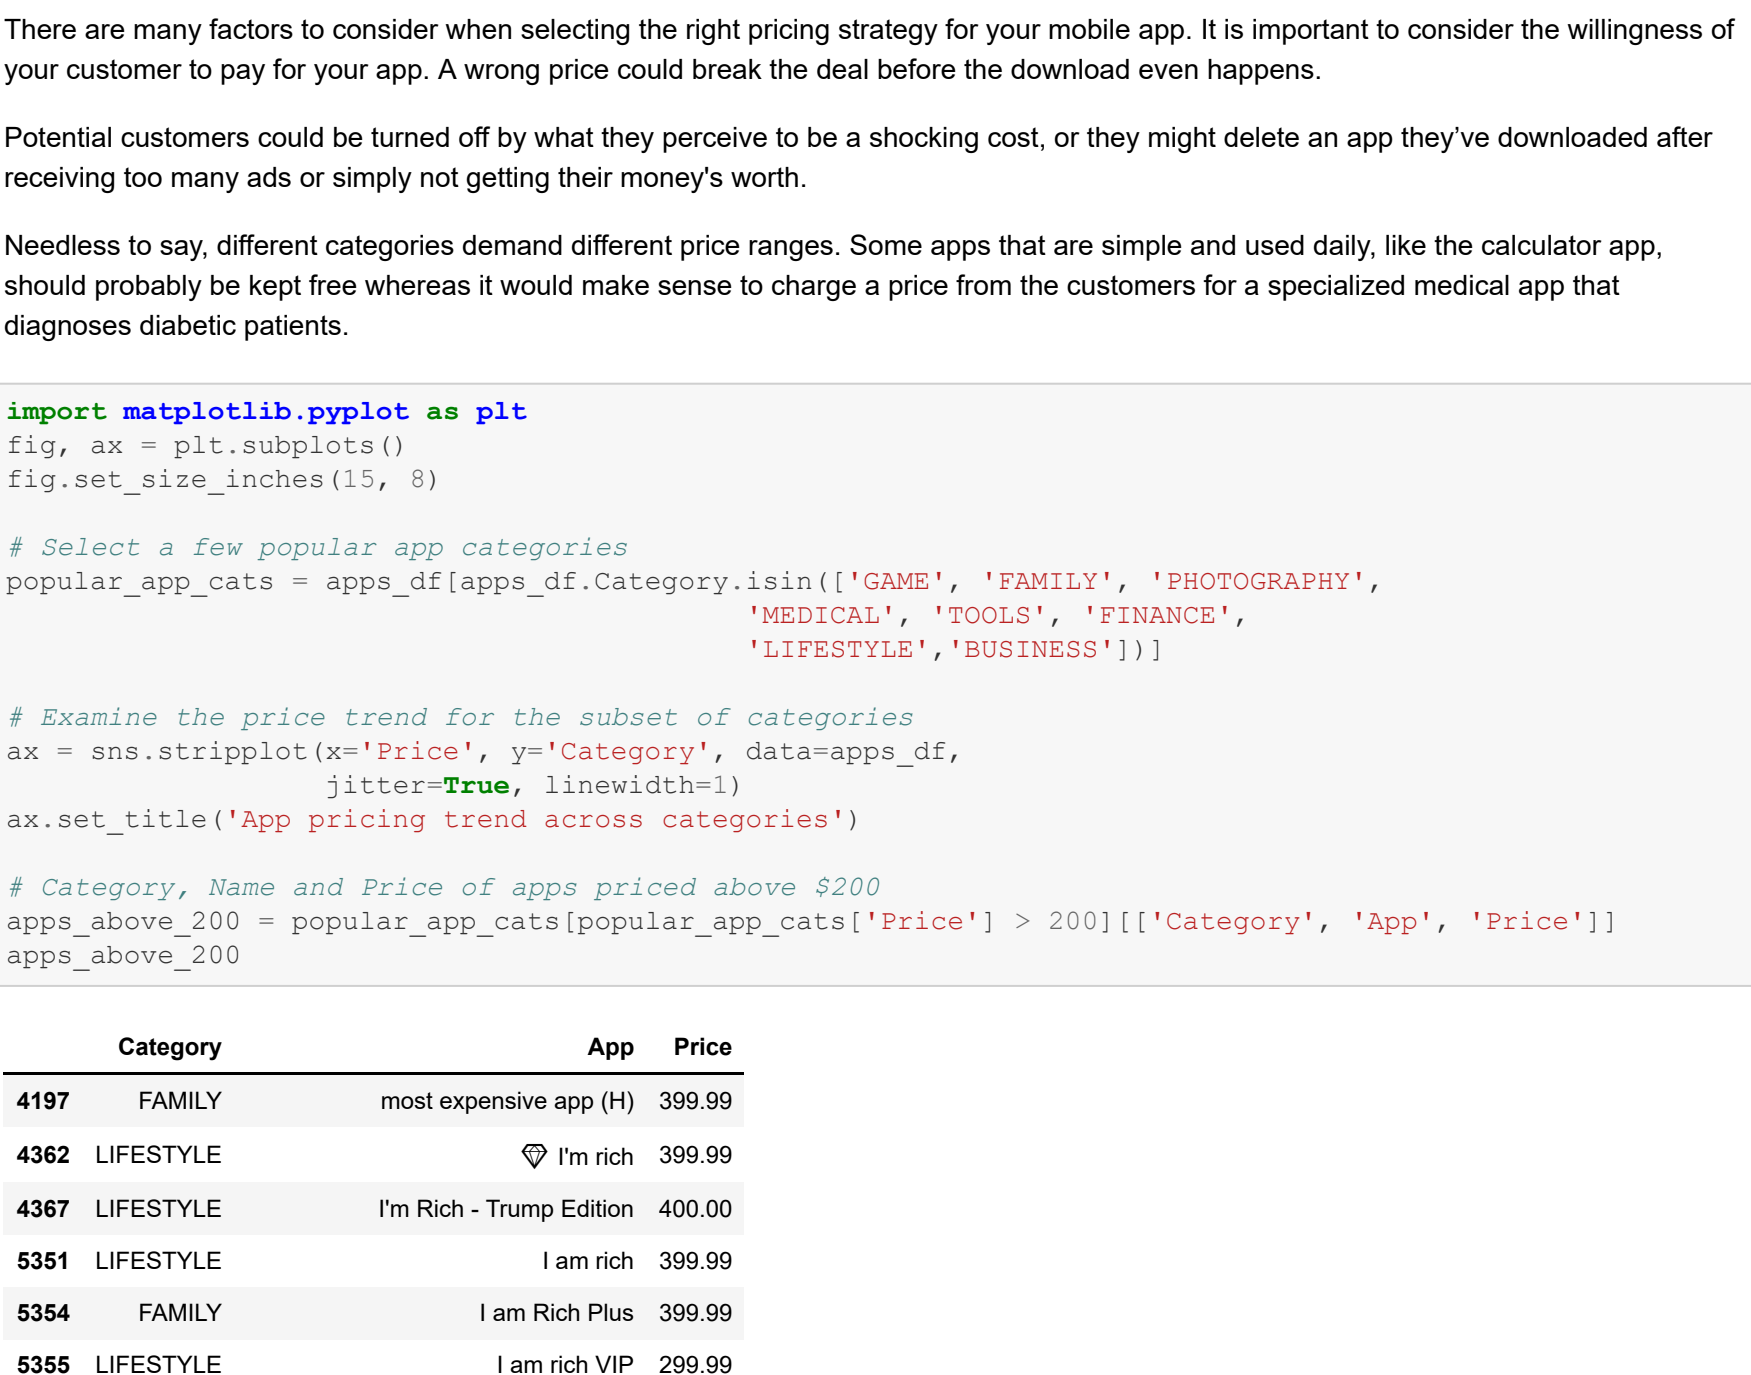 There are many factors to consider when selecting the right pricing strategy for your mobile app. It is important to consider the willingness of
your customer to pay for your app. A wrong price could break the deal before the download even happens.
Potential customers could be turned off by what they perceive to be a shocking cost, or they might delete an app they’ve downloaded after
receiving too many ads or simply not getting their money's worth.
Needless to say, different categories demand different price ranges. Some apps that are simple and used daily, like the calculator app,
should probably be kept free whereas it would make sense to charge a price from the customers for a specialized medical app that
diagnoses diabetic patients.
import matplotlib.pyplot as plt
fig, ax = plt.subplots()
fig.set_size_inches(15, 8)
# Select a few popular app categories
popular_app_cats = apps_df[apps_df.Category.isin(['GAME', 'FAMILY', 'PHOTOGRAPHY',
'MEDICAL', 'TOOLS', 'FINANCE',
'LIFESTYLE','BUSINESS'])]
# Examine the price trend for the subset of categories
ax = sns.stripplot(x='Price', y='Category', data=apps_df,
jitter=True, linewidth=1)
ax.set_title('App pricing trend across categories')
# Category, Name and Price of apps priced above $200
apps_above_200 = popular_app_cats[popular_app_cats['Price'] > 200][['Category', 'App', 'Price']]
apps_above_200
Category App Price
4197 FAMILY most expensive app (H) 399.99
4362 LIFESTYLE 💎 I'm rich 399.99
4367 LIFESTYLE I'm Rich - Trump Edition 400.00
5351 LIFESTYLE I am rich 399.99
5354 FAMILY I am Rich Plus 399.99
5355 LIFESTYLE I am rich VIP 299.99